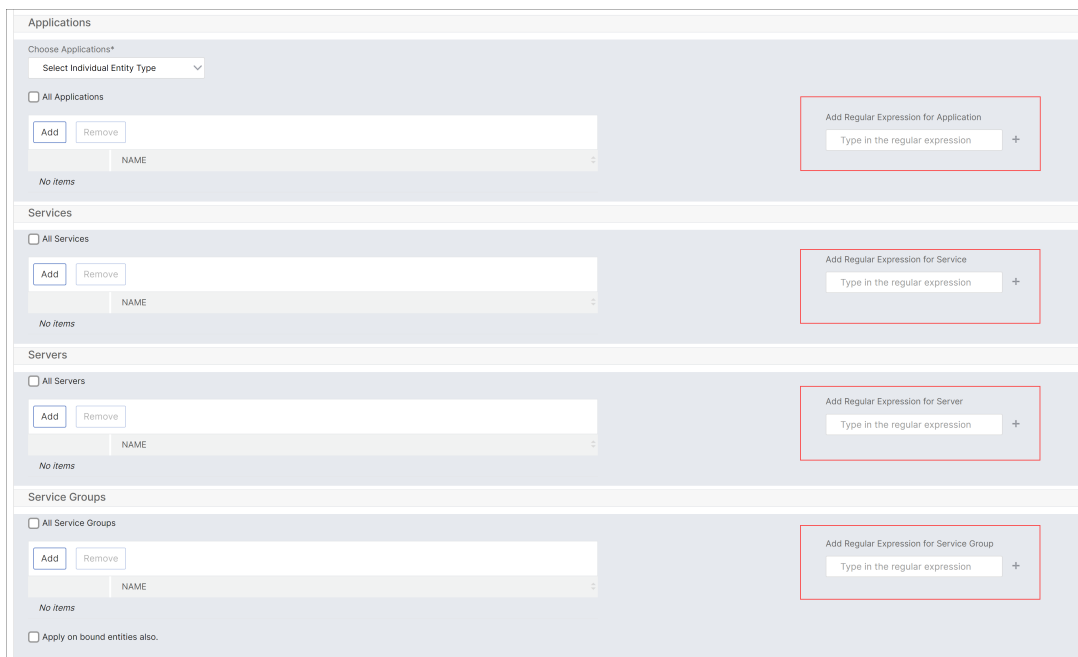 Applications
Choose Applications*
Select Individual Entity Type
All Applications
Add Remove
NAME
No items
Add Regular Expression for Application
Type in the regular expression +
Services
All Services
Add Remove
NAME
No items
Add Regular Expression for Service
Type in the regular expression +
Servers
All Servers
Add Remove
NAME
No items
Add Regular Expression for Server
Type in the regular expression +
Service Groups
All Service Groups
Add Remove
NAME
No items
Add Regular Expression for Service Group
Type in the regular expression +
Apply on bound entities also.